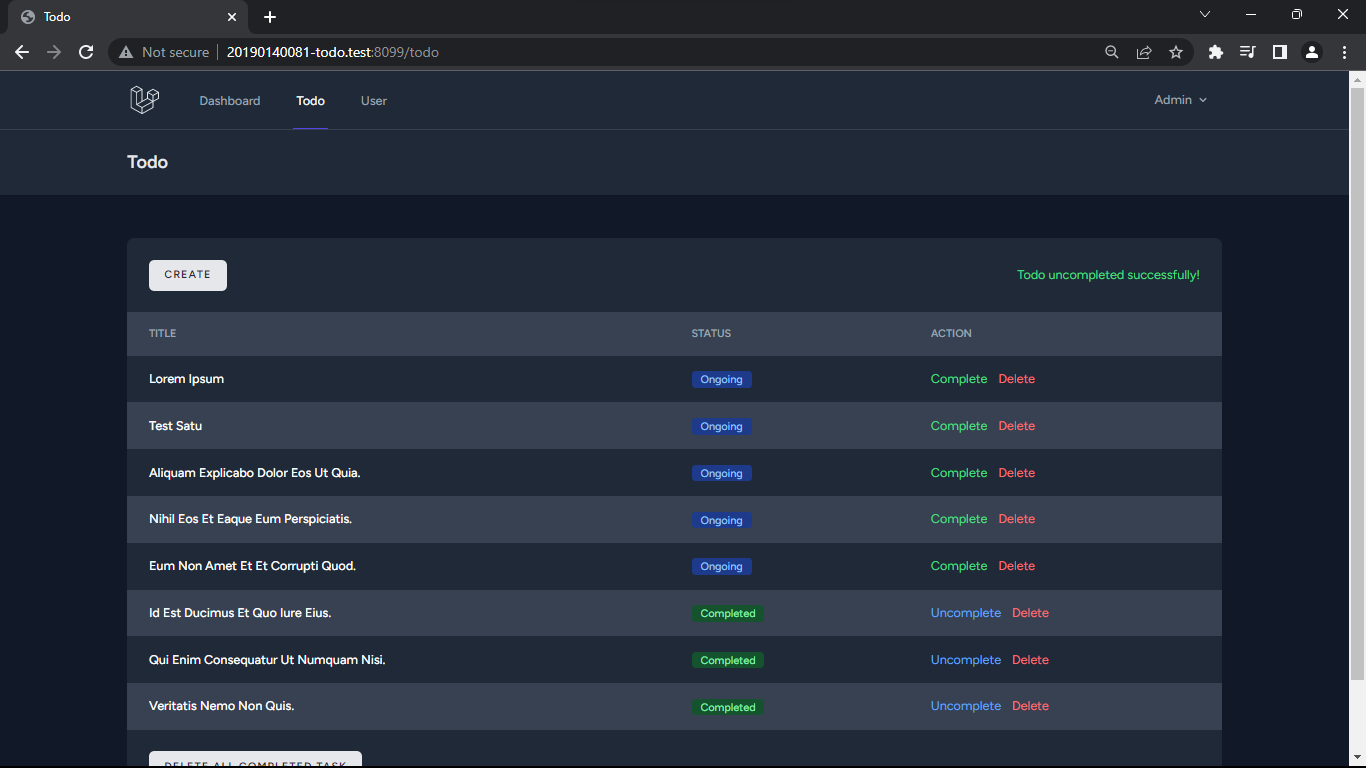 Todo
Not secure 20190140081-todo.test:8099/todo
Dashboard Todo User Admin
Todo
CREATE Todo uncompleted successfully!
TITLE STATUS ACTION
Lorem Ipsum Ongoing Complete Delete
Test Satu Ongoing Complete Delete
Aliquam Explicabo Dolor Eos Ut Quia. Ongoing Complete Delete
Nihil Eos Et Eaque Eum Perspiciatis. Ongoing Complete Delete
Eum Non Amet Et Et Corrupti Quod. Ongoing Complete Delete
Id Est Ducimus Et Quo Iure Eius. Completed Uncomplete Delete
Qui Enim Consequatur Ut Numquam Nisi. Completed Uncomplete Delete
Veritatis Nemo Non Quis. Completed Uncomplete Delete
DELETE ALL COMPLETED TASK